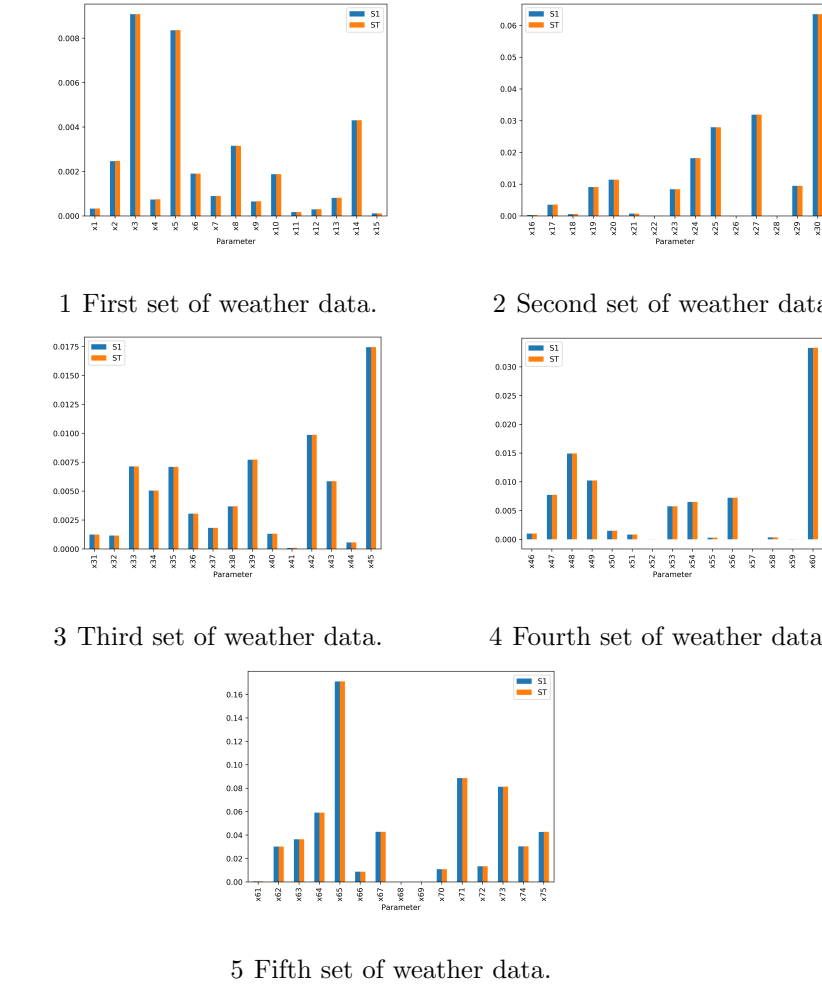 S1
ST
0.008
0.006
0.004
0.002
0.000
x1 x2 x3 x4 x5 x6 x7 x8 x9 x10 x11 x12 x13 x14 x15
Parameter
S1
ST
0.06
0.05
0.04
0.03
0.02
0.01
0.00
x16 x17 x18 x19 x20 x21 x22 x23 x24 x25 x26 x27 x28 x29 x30
Parameter
1 First set of weather data.
2 Second set of weather data
S1
ST
0.0175
0.0150
0.0125
0.0100
0.0075
0.0050
0.0025
0.0000
x31 x32 x33 x34 x35 x36 x37 x38 x39 x40 x41 x42 x43 x44 x45
Parameter
S1
ST
0.030
0.025
0.020
0.015
0.010
0.005
0.000
x46 x47 x48 x49 x50 x51 x52 x53 x54 x55 x56 x57 x58 x59 x60
Parameter
3 Third set of weather data.
4 Fourth set of weather data
S1
ST
0.16
0.14
0.12
0.10
0.08
0.06
0.04
0.02
0.00
x61 x62 x63 x64 x65 x66 x67 x68 x69 x70 x71 x72 x73 x74 x75
Parameter
5 Fifth set of weather data.